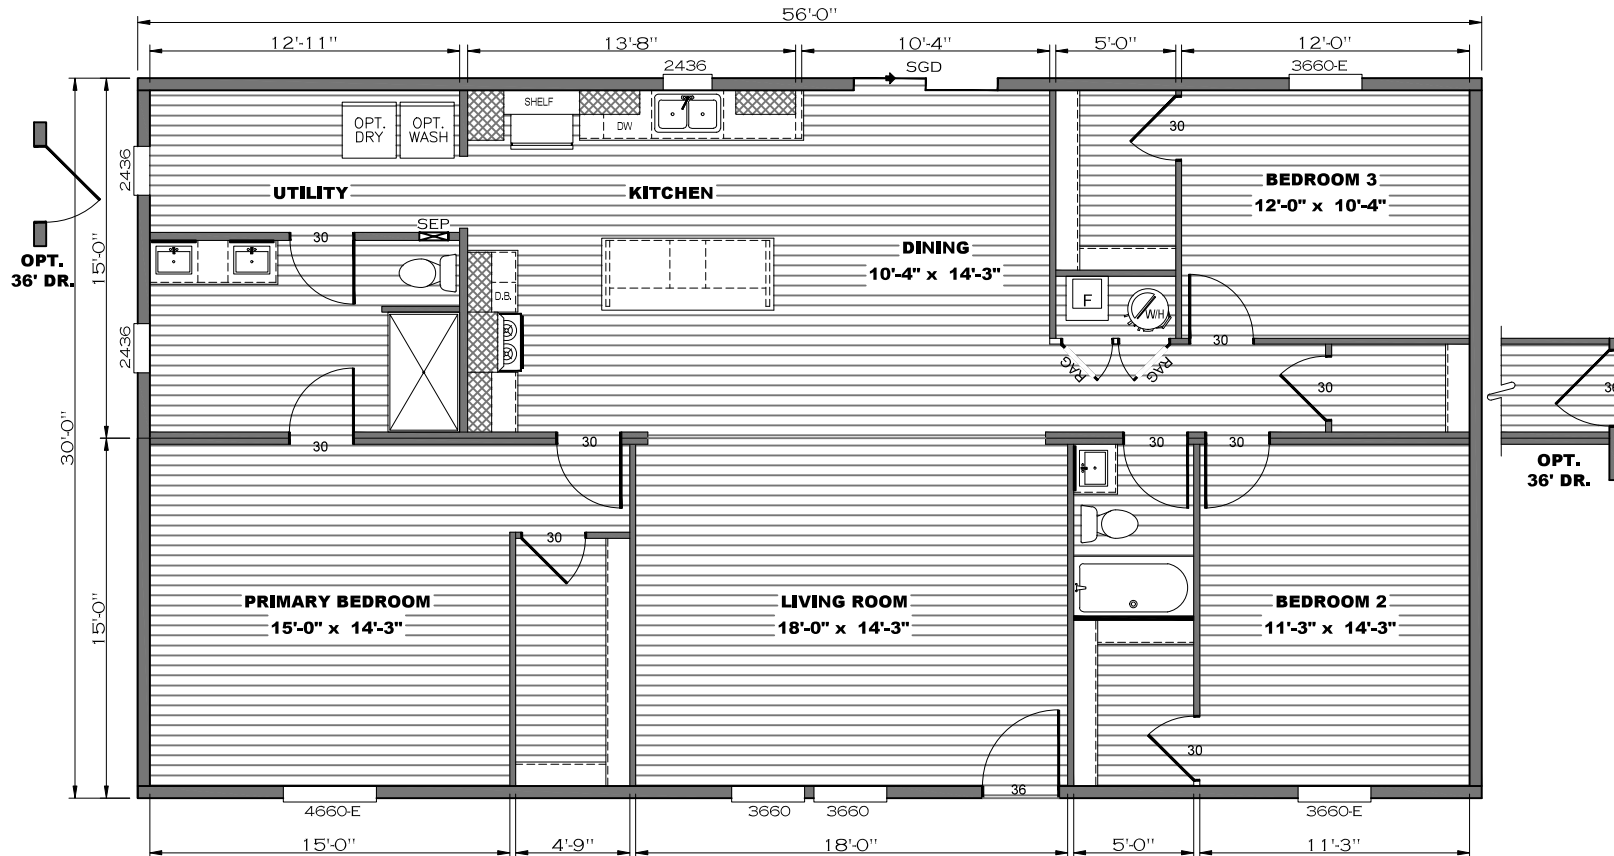 56'-0"
12'-11"
13'-8"
10'-4"
5'-0"
12'-0"
2436
SGD
3660-E
SHELF
OPT.
DRY
OPT.
WASH
DW
30
2436
UTILITY
KITCHEN
BEDROOM 3
12'-0" x 10'-4"
SEP
30
DINING
10'-4" x 14'-3"
OPT.
36' DR.
15'-0"
30'-0"
D.B.
F
W/H
2436
30
RAG
RAG
30
30
30
30
30
30
OPT.
36' DR.
30
PRIMARY BEDROOM
15'-0" x 14'-3"
LIVING ROOM
18'-0" x 14'-3"
BEDROOM 2
11'-3" x 14'-3"
15'-0"
30
36
4660-E
3660
3660
3660-E
15'-0"
4'-9"
18'-0"
5'-0"
11'-3"